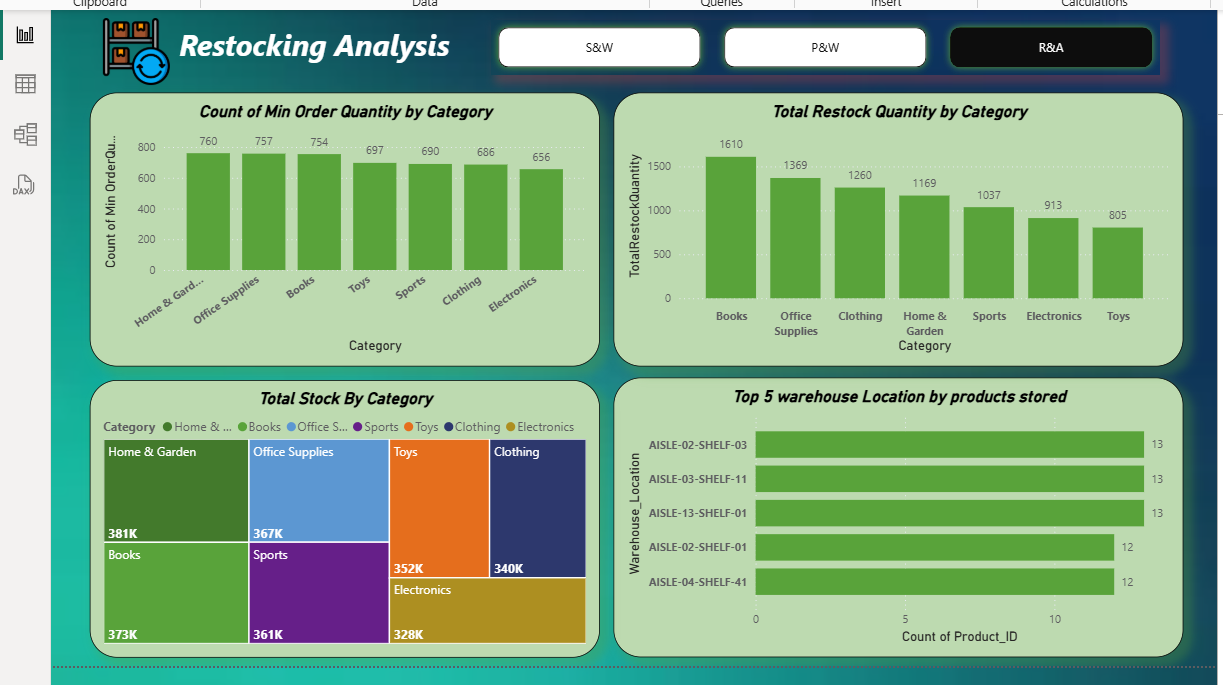 Clipboard Data Queries Insert Calculations
Restocking Analysis
S&W P&W R&A
DAX
Count of Min Order Quantity by Category
Count of Min OrderQu...
800
600
400
200
0
760 757 754 697 690 686 656
Home & Gard... Office Supplies Books Toys Sports Clothing Electronics
Category
Total Restock Quantity by Category
TotalRestockQuantity
1500
1000
500
0
1610 1369 1260 1169 1037 913 805
Books Office Supplies Clothing Home & Garden Sports Electronics Toys
Category
Total Stock By Category
Category Home & ... Books Office S... Sports Toys Clothing Electronics
Home & Garden
381K
Books
373K
Office Supplies
367K
Sports
361K
Toys
352K
Clothing
340K
Electronics
328K
Top 5 warehouse Location by products stored
Warehouse_Location
AISLE-02-SHELF-03 13
AISLE-03-SHELF-11 13
AISLE-13-SHELF-01 13
AISLE-02-SHELF-01 12
AISLE-04-SHELF-41 12
0 5 10
Count of Product_ID